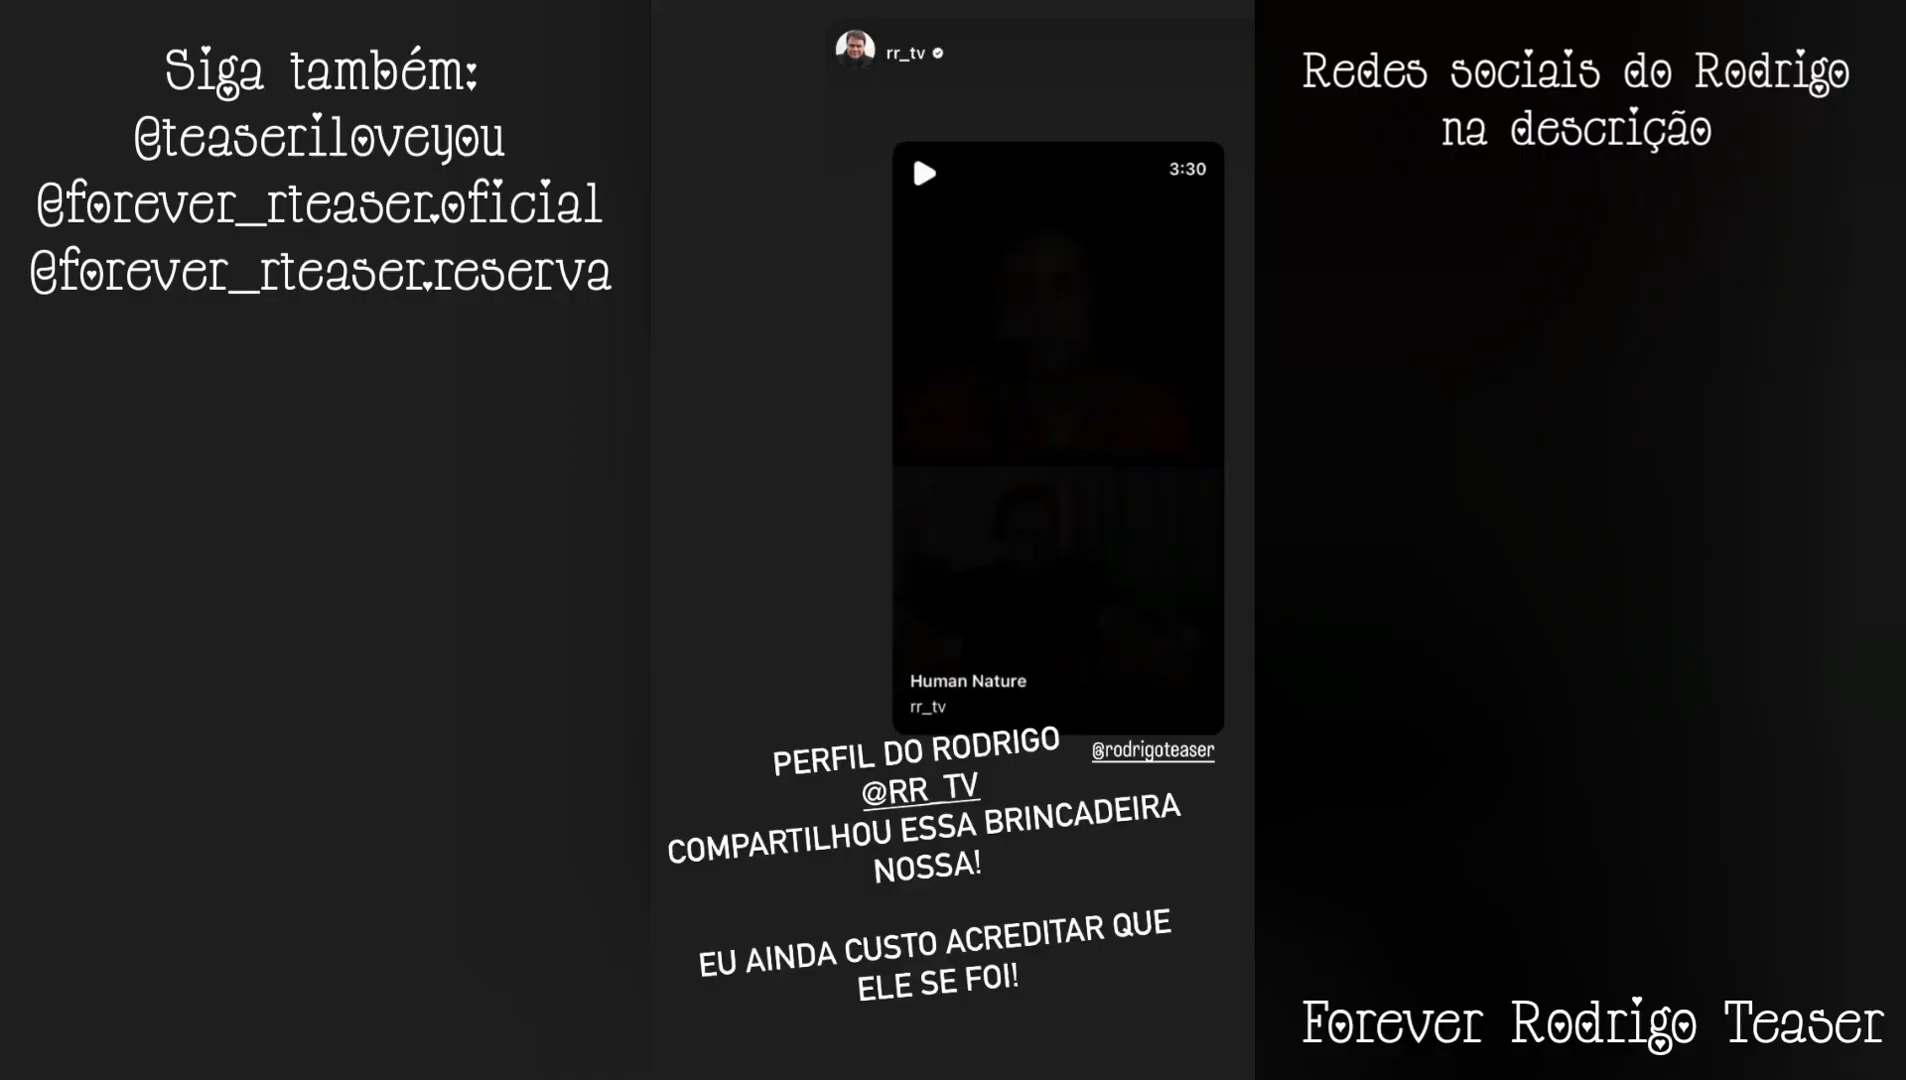 Siga também:
@teaseriloveyou
@forever_rteaser.oficial
@forever_rteaser.reserva
rr_tv
3:30
Human Nature
rr_tv
@rodrigoteaser
PERFIL DO RODRIGO
@RR_TV
COMPARTILHOU ESSA BRINCADEIRA
NOSSA!
EU AINDA CUSTO ACREDITAR QUE
ELE SE FOI!
Redes sociais do Rodrigo
na descrição
Forever Rodrigo Teaser